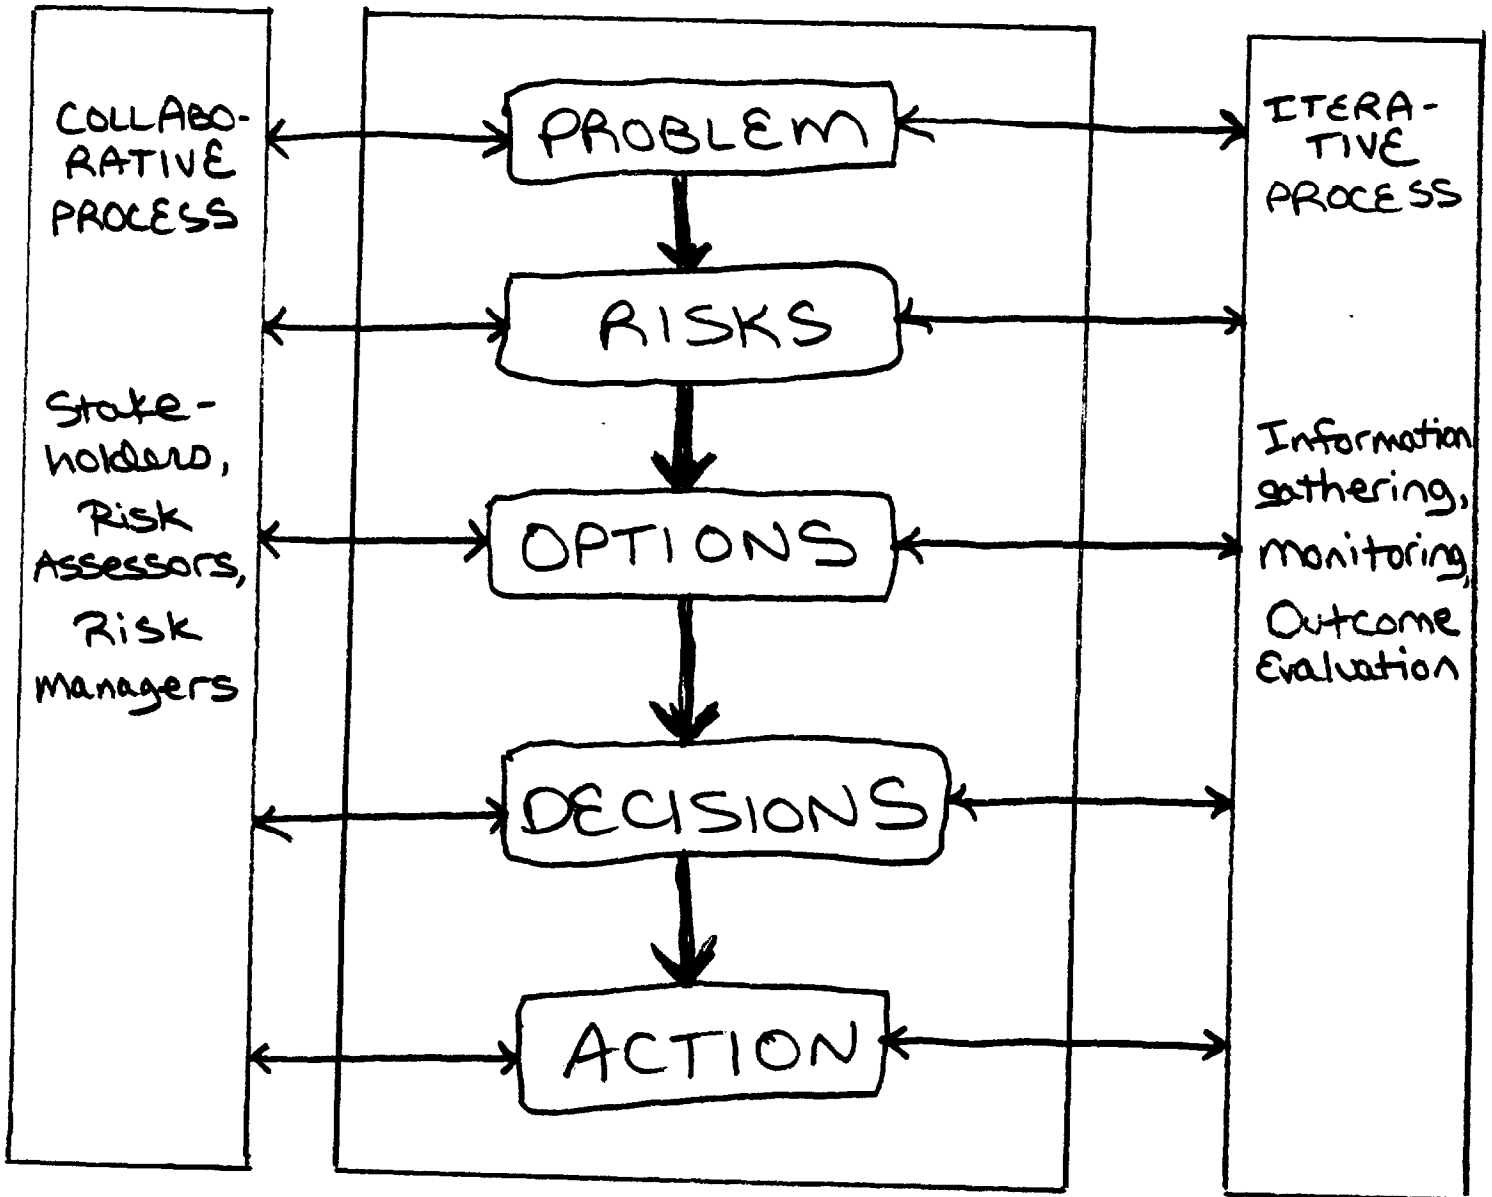 COLLABO-
RATIVE
PROCESS
Stake-
holders,
Risk
Assessors,
Risk
managers
PROBLEM
RISKS
OPTIONS
DECISIONS
ACTION
ITERA-
TIVE
PROCESS
Information
gathering,
monitoring,
Outcome
Evaluation